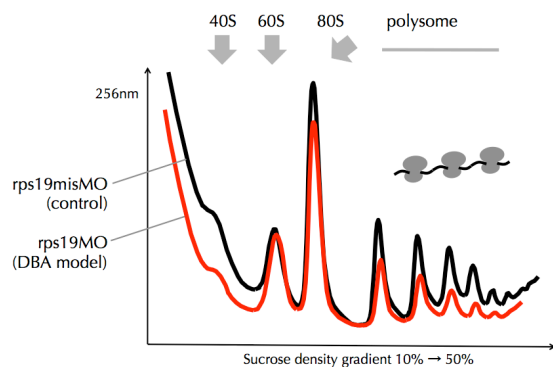 40S 60S 80S polysome
256nm
rps19misMO
(control)
rps19MO
(DBA model)
Sucrose density gradient 10% → 50%